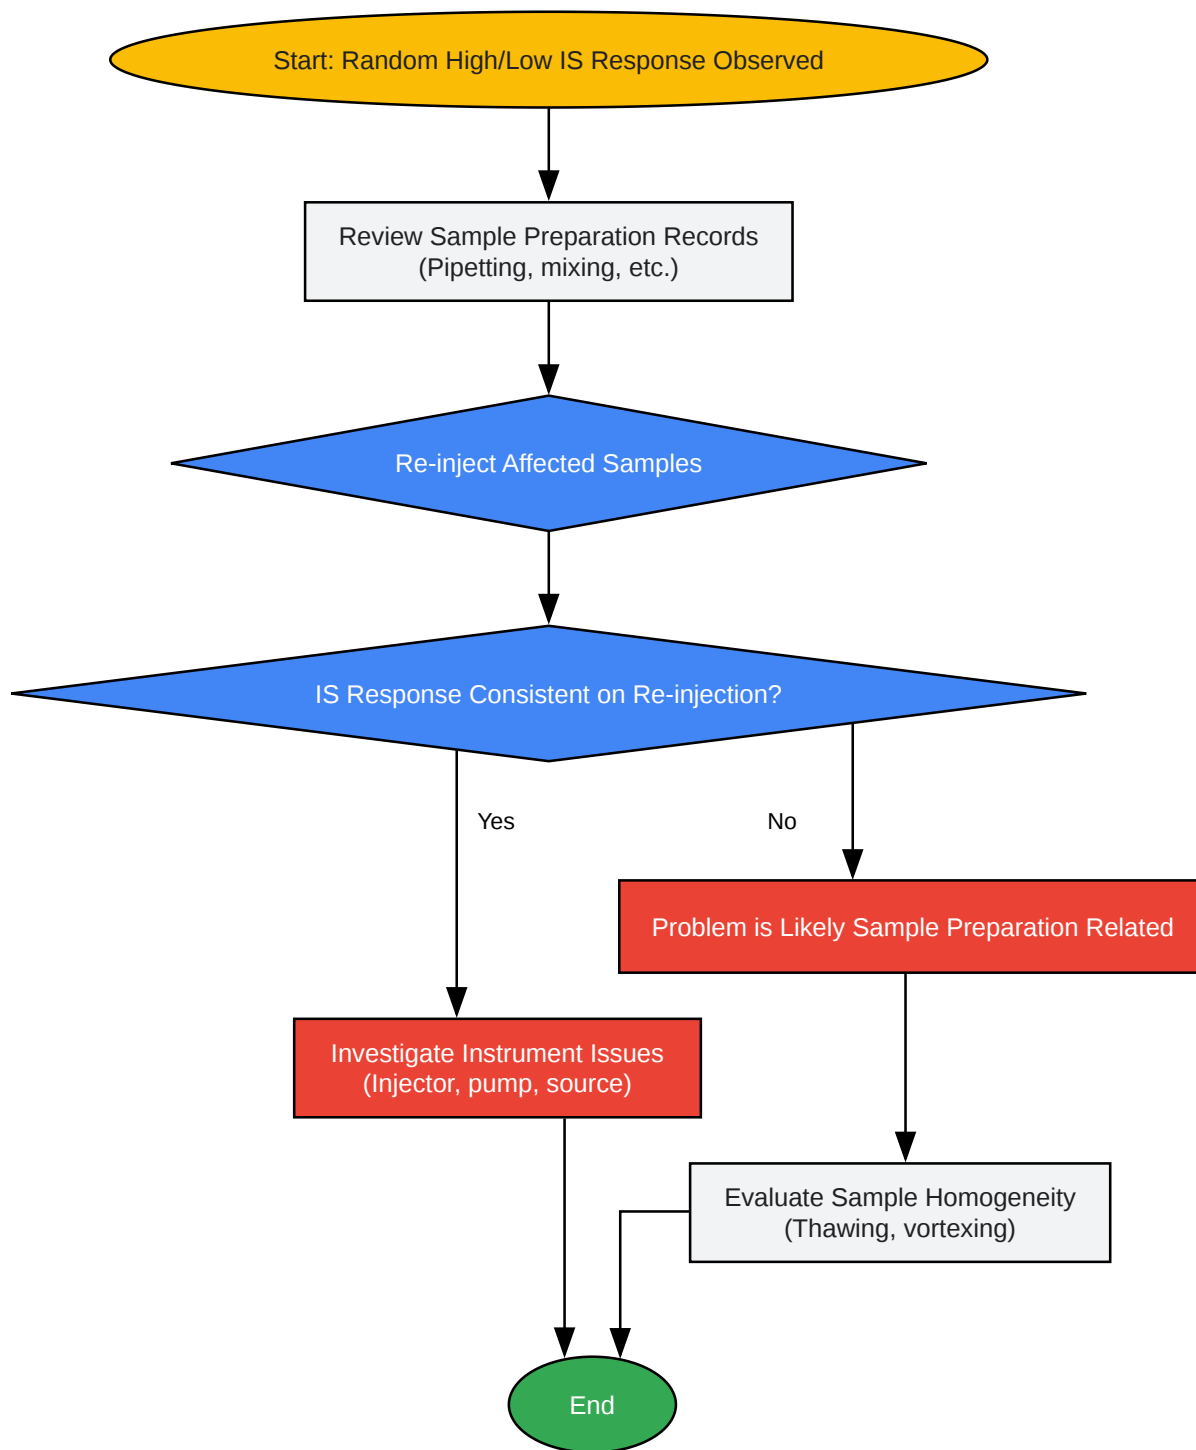 Start: Random High/Low IS Response Observed
Review Sample Preparation Records
(Pipetting, mixing, etc.)
Re-inject Affected Samples
IS Response Consistent on Re-injection?
Yes
No
Problem is Likely Sample Preparation Related
Investigate Instrument Issues
(Injector, pump, source)
Evaluate Sample Homogeneity
(Thawing, vortexing)
End